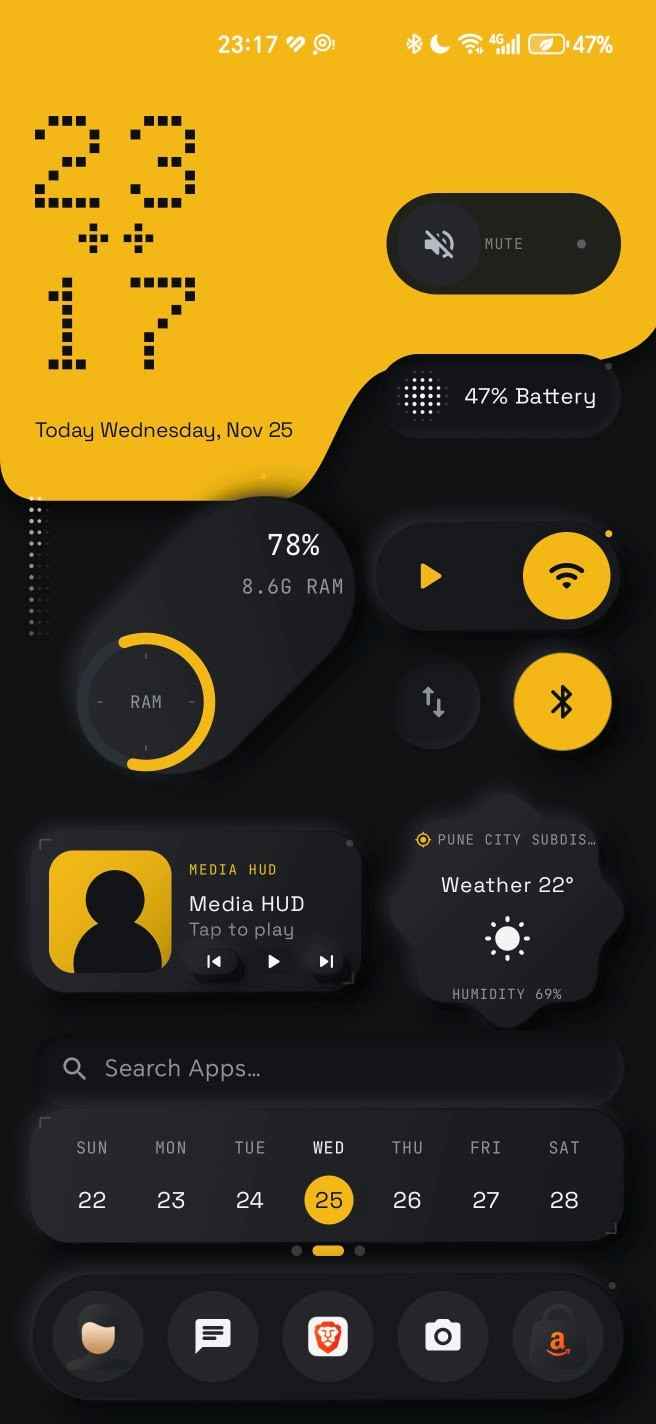 23:17
4G
47%
23
17
MUTE
47% Battery
Today Wednesday, Nov 25
78%
8.6G RAM
RAM
MEDIA HUD
Media HUD
Tap to play
PUNE CITY SUBDIS…
Weather 22°
HUMIDITY 69%
Search Apps…
SUN MON TUE WED THU FRI SAT
22 23 24 25 26 27 28
a